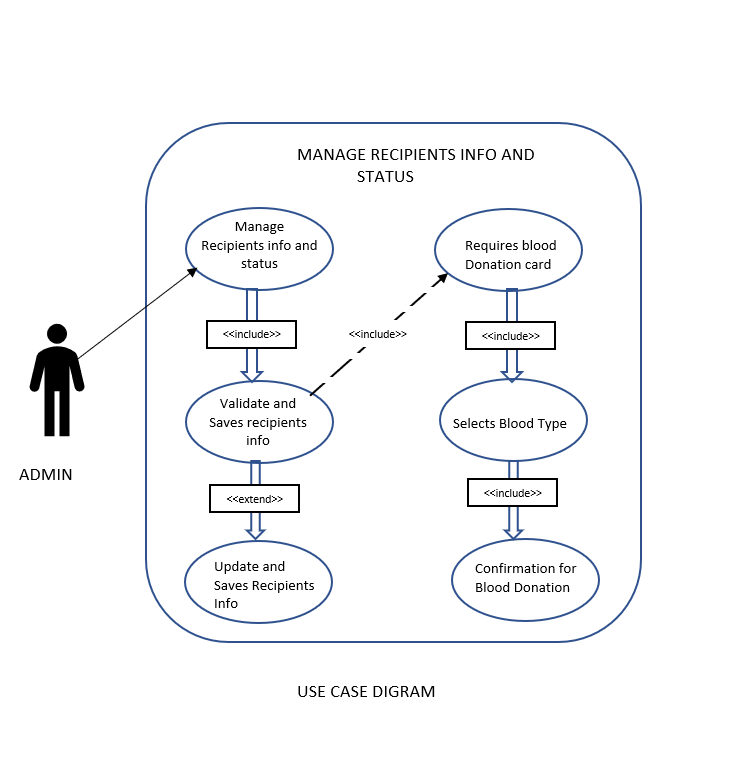 MANAGE RECIPIENTS INFO AND
STATUS
Manage
Recipients info and
status
Requires blood
Donation card
<<include>>
<<include>>
<<include>>
Validate and
Saves recipients
info
Selects Blood Type
ADMIN
<<extend>>
<<include>>
Update and
Saves Recipients
Info
Confirmation for
Blood Donation
USE CASE DIGRAM